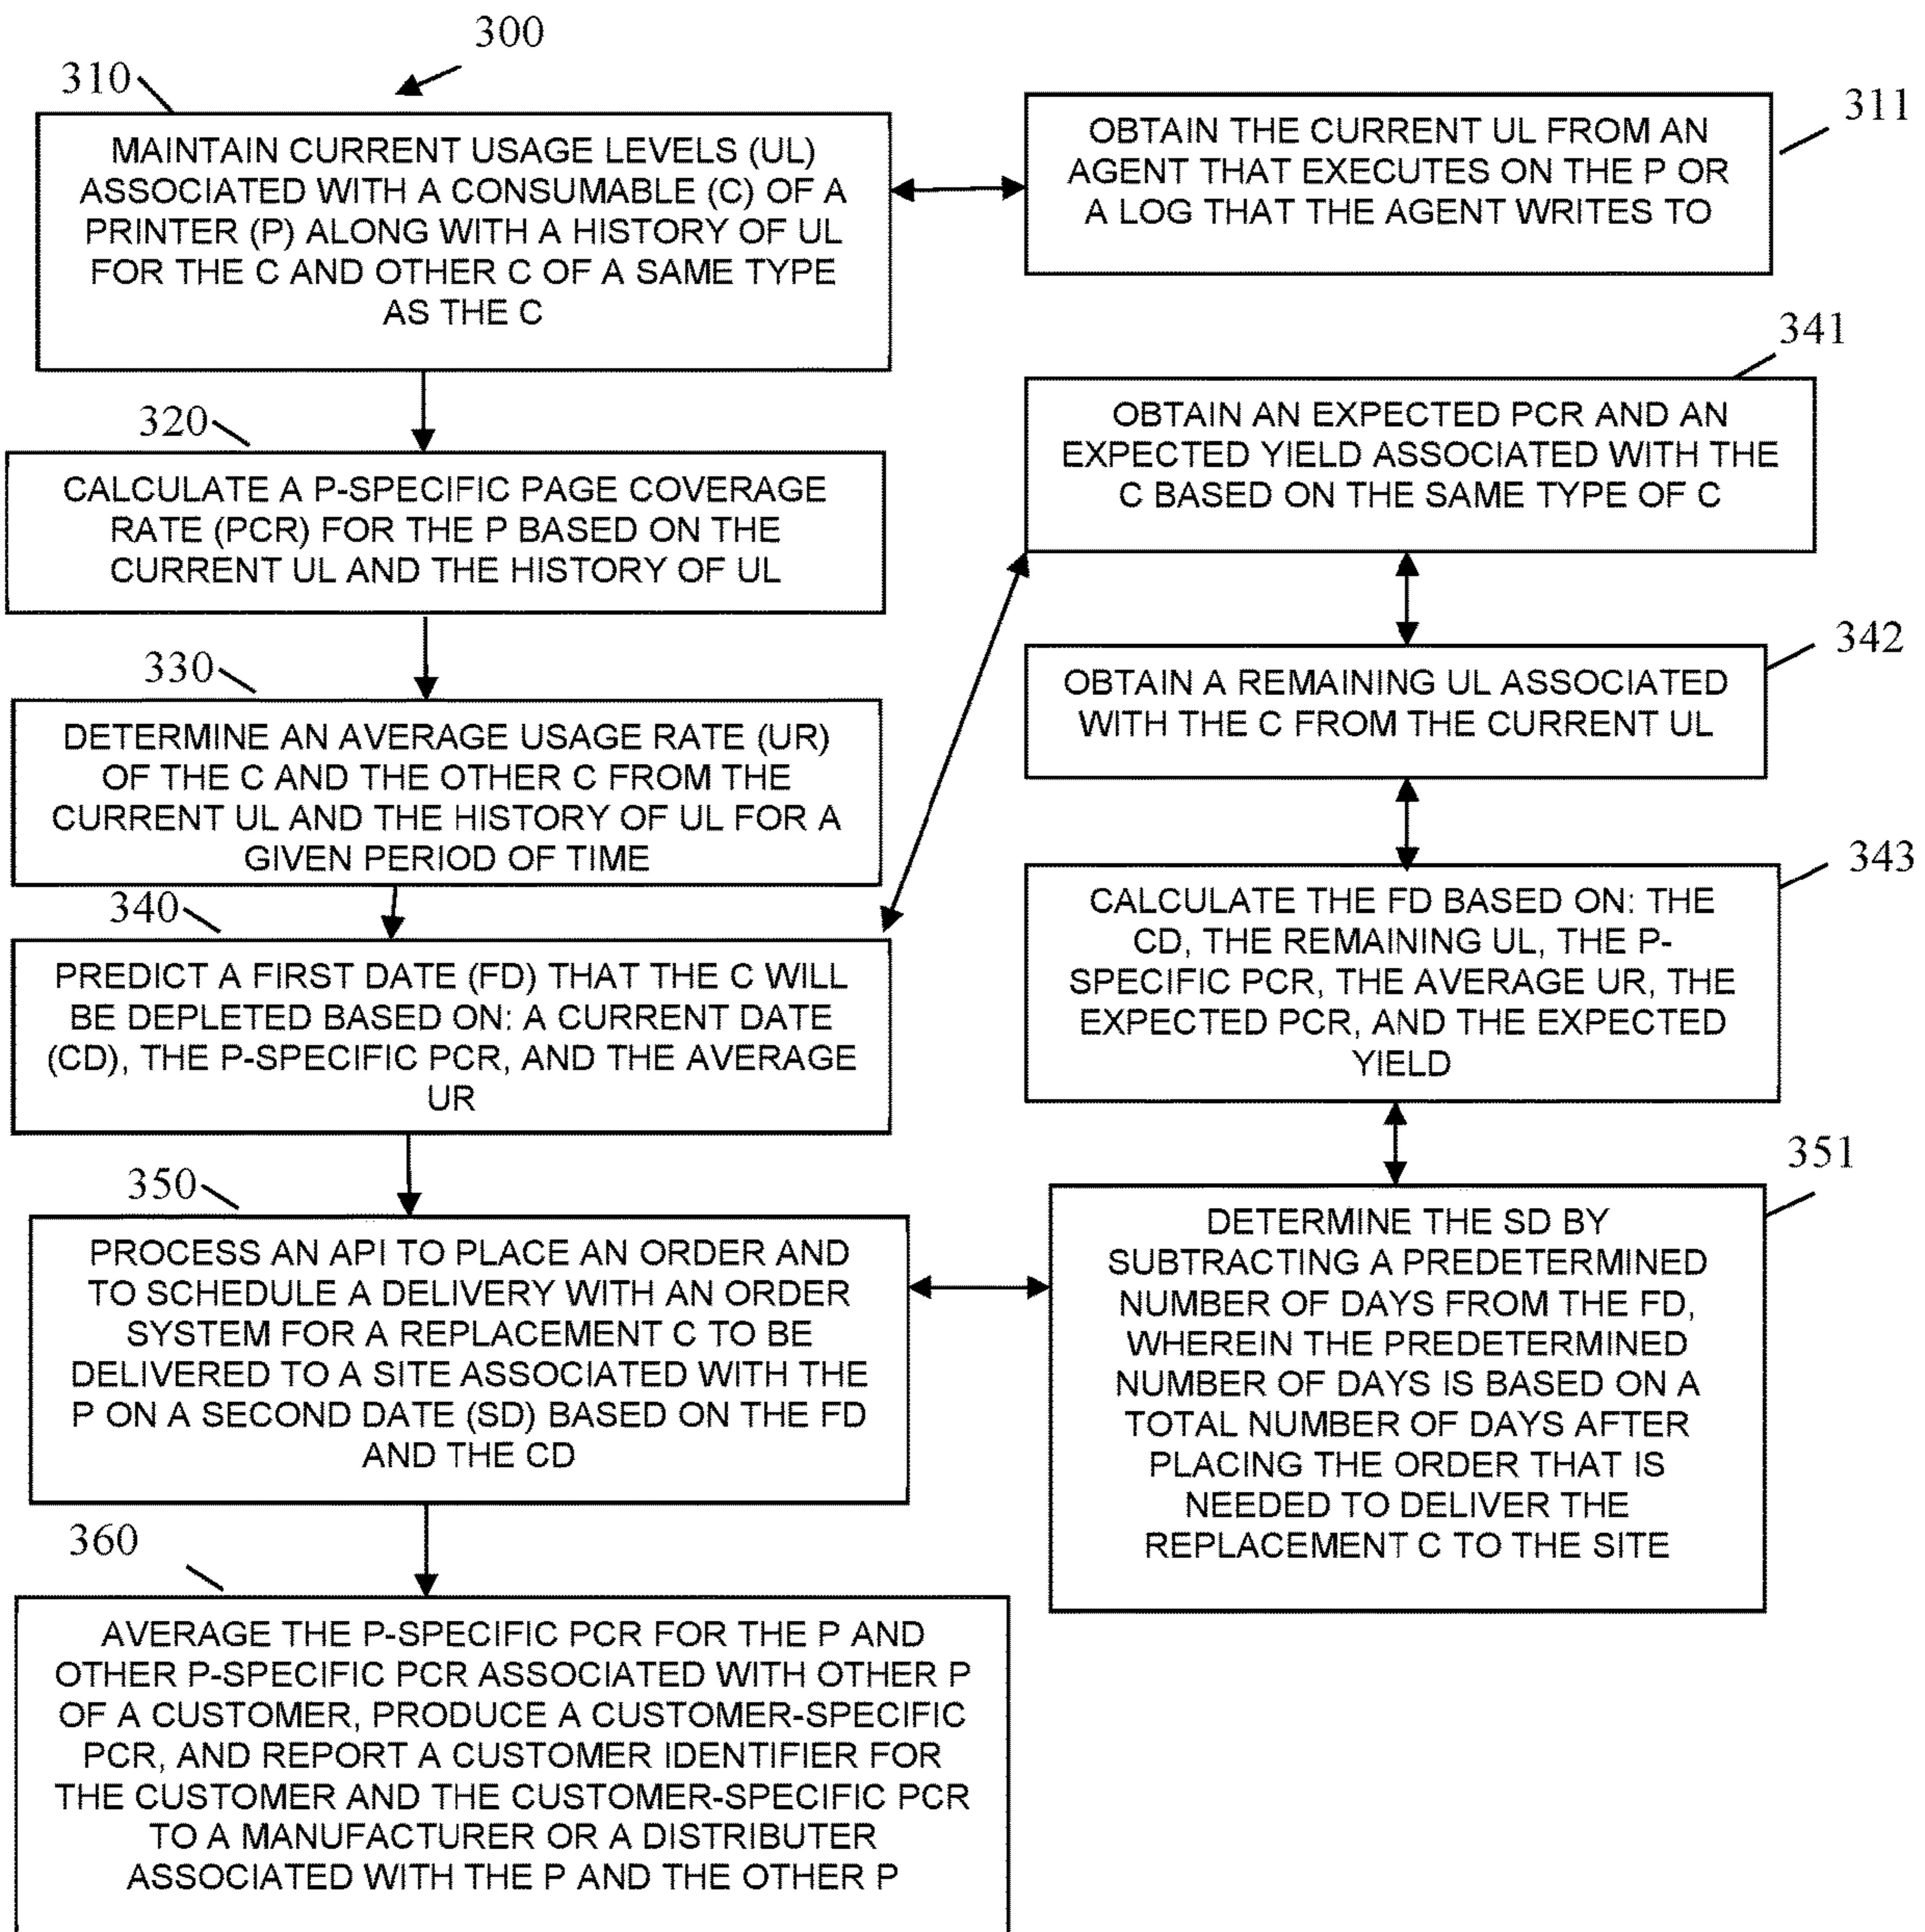 300
310
MAINTAIN CURRENT USAGE LEVELS (UL)
ASSOCIATED WITH A CONSUMABLE (C) OF A
PRINTER (P) ALONG WITH A HISTORY OF UL
FOR THE C AND OTHER C OF A SAME TYPE
AS THE C
311
OBTAIN THE CURRENT UL FROM AN
AGENT THAT EXECUTES ON THE P OR
A LOG THAT THE AGENT WRITES TO
320
CALCULATE A P-SPECIFIC PAGE COVERAGE
RATE (PCR) FOR THE P BASED ON THE
CURRENT UL AND THE HISTORY OF UL
330
DETERMINE AN AVERAGE USAGE RATE (UR)
OF THE C AND THE OTHER C FROM THE
CURRENT UL AND THE HISTORY OF UL FOR A
GIVEN PERIOD OF TIME
340
PREDICT A FIRST DATE (FD) THAT THE C WILL
BE DEPLETED BASED ON: A CURRENT DATE
(CD), THE P-SPECIFIC PCR, AND THE AVERAGE
UR
341
OBTAIN AN EXPECTED PCR AND AN
EXPECTED YIELD ASSOCIATED WITH THE
C BASED ON THE SAME TYPE OF C
342
OBTAIN A REMAINING UL ASSOCIATED
WITH THE C FROM THE CURRENT UL
343
CALCULATE THE FD BASED ON: THE
CD, THE REMAINING UL, THE P-
SPECIFIC PCR, THE AVERAGE UR, THE
EXPECTED PCR, AND THE EXPECTED
YIELD
350
PROCESS AN API TO PLACE AN ORDER AND
TO SCHEDULE A DELIVERY WITH AN ORDER
SYSTEM FOR A REPLACEMENT C TO BE
DELIVERED TO A SITE ASSOCIATED WITH THE
P ON A SECOND DATE (SD) BASED ON THE FD
AND THE CD
351
DETERMINE THE SD BY
SUBTRACTING A PREDETERMINED
NUMBER OF DAYS FROM THE FD,
WHEREIN THE PREDETERMINED
NUMBER OF DAYS IS BASED ON A
TOTAL NUMBER OF DAYS AFTER
PLACING THE ORDER THAT IS
NEEDED TO DELIVER THE
REPLACEMENT C TO THE SITE
360
AVERAGE THE P-SPECIFIC PCR FOR THE P AND
OTHER P-SPECIFIC PCR ASSOCIATED WITH OTHER P
OF A CUSTOMER, PRODUCE A CUSTOMER-SPECIFIC
PCR, AND REPORT A CUSTOMER IDENTIFIER FOR
THE CUSTOMER AND THE CUSTOMER-SPECIFIC PCR
TO A MANUFACTURER OR A DISTRIBUTER
ASSOCIATED WITH THE P AND THE OTHER P